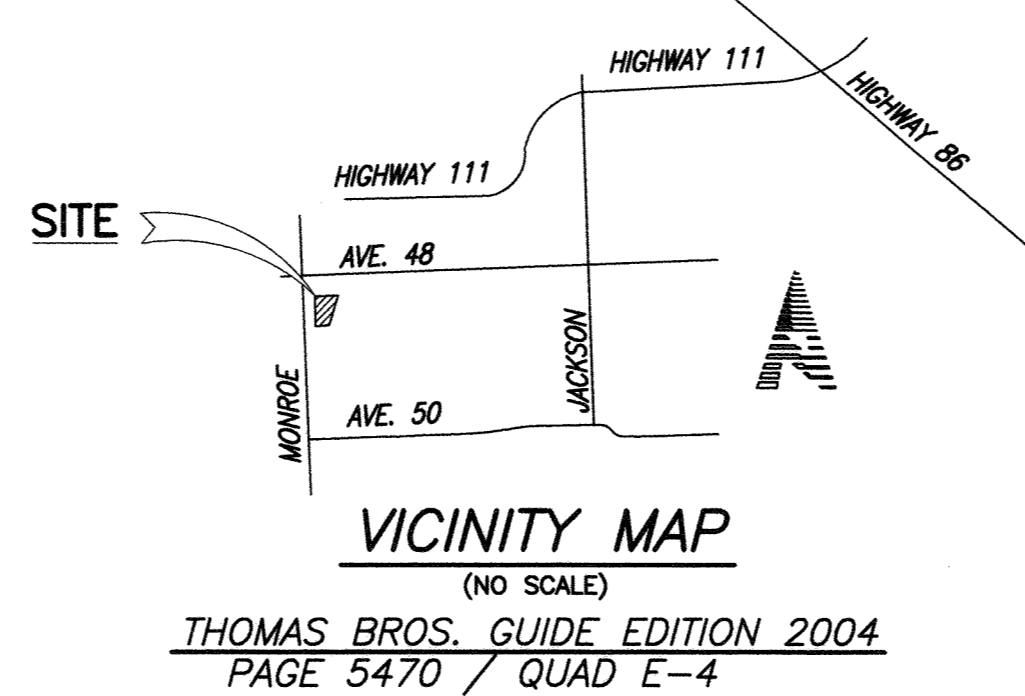 HIGHWAY 111
HIGHWAY 86
HIGHWAY 111
SITE
AVE. 48
MONROE
JACKSON
AVE. 50
VICINITY MAP
(NO SCALE)
THOMAS BROS. GUIDE EDITION 2004
PAGE 5470 / QUAD E-4